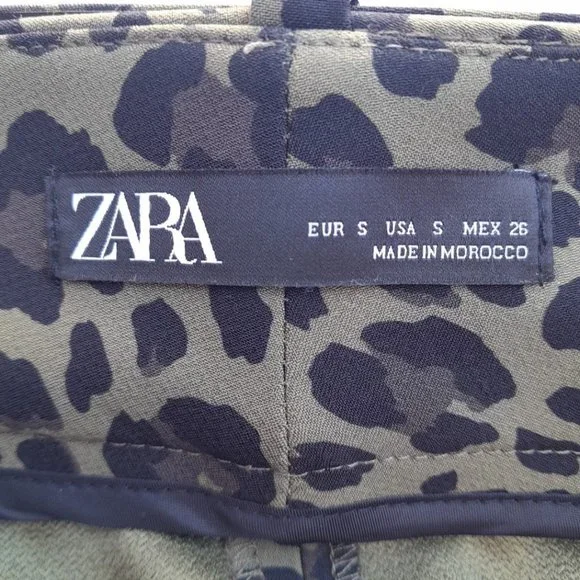 ZARA
EUR S USA S MEX 26
MADE IN MOROCCO